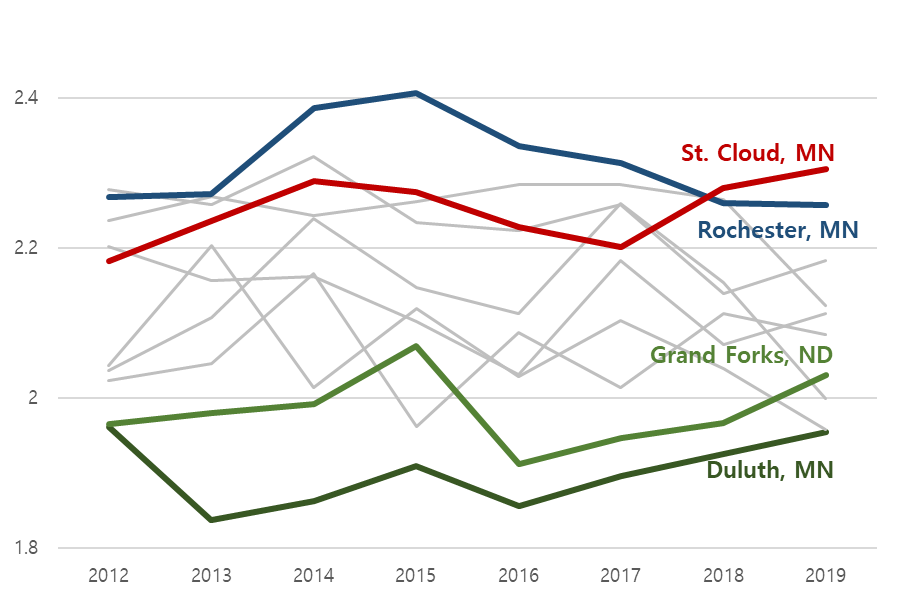 2.4
St. Cloud, MN
Rochester, MN
2.2
Grand Forks, ND
2
Duluth, MN
1.8
2012 2013 2014 2015 2016 2017 2018 2019